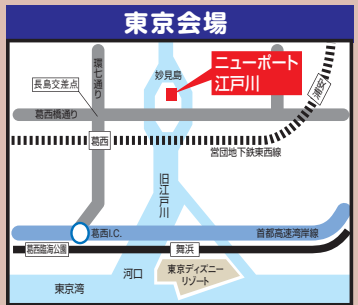 東京会場
環七通り
妙見島
ニューポート
江戸川
長島交差点
浦安
葛西橋通り
葛西
営団地下鉄東西線
旧江戸川
葛西I.C.
首都高速湾岸線
葛西臨海公園
舞浜
河口
東京ディズニー
リゾート
東京湾